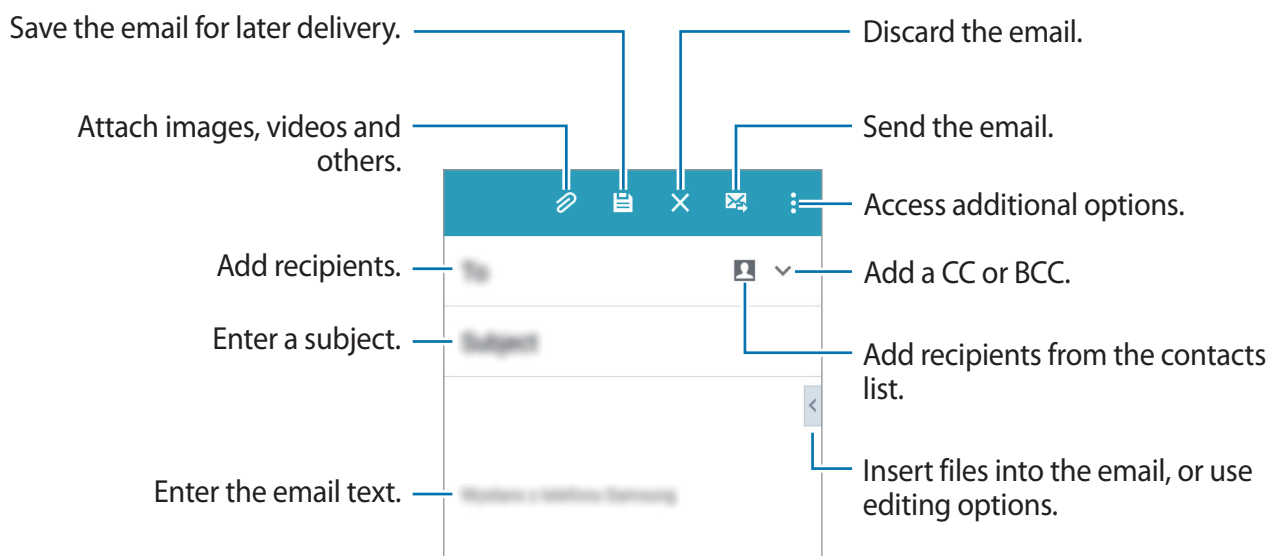 Save the email for later delivery.
Discard the email.
Attach images, videos and
others.
Send the email.
Access additional options.
Add recipients.
To
Add a CC or BCC.
Enter a subject.
Subject
Add recipients from the contacts
list.
Insert files into the email, or use
editing options.
Enter the email text.